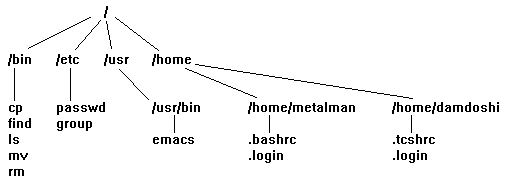 /
/bin /etc /usr /home
cp passwd /usr/bin /home/metalman /home/damdoshi
find group
ls emacs .bashrc .tcshrc
mv .login .login
rm